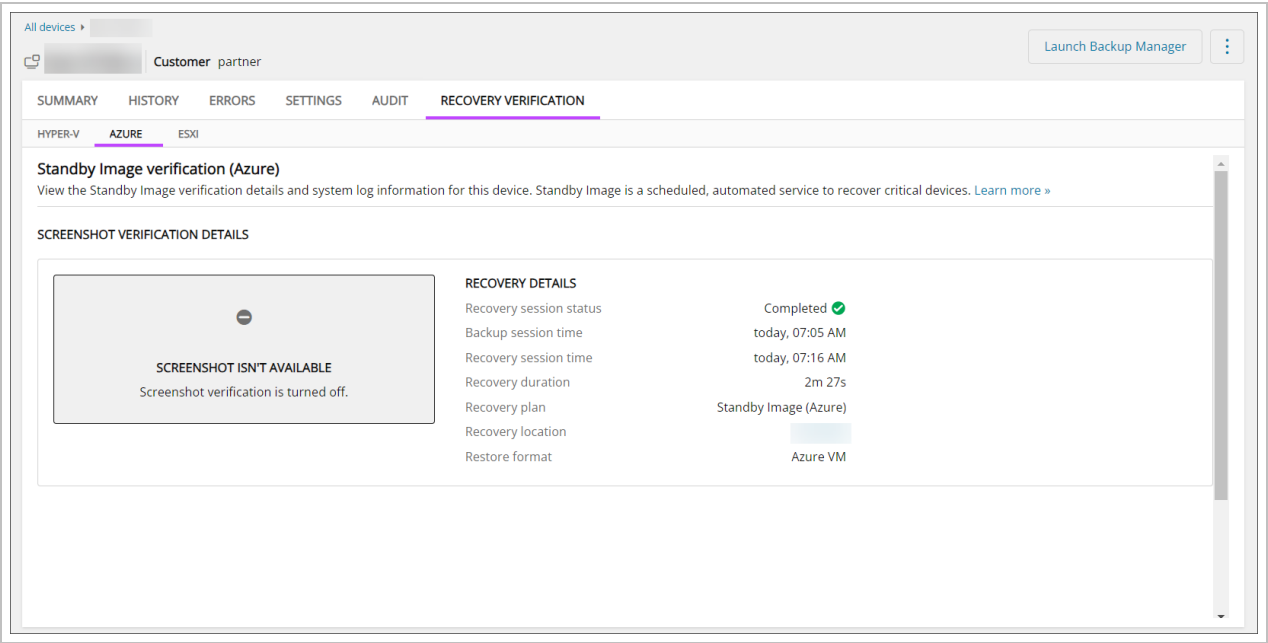 All devices
Customer partner
Launch Backup Manager
SUMMARY HISTORY ERRORS SETTINGS AUDIT RECOVERY VERIFICATION
HYPER-V AZURE ESXI
Standby Image verification (Azure)
View the Standby Image verification details and system log information for this device. Standby Image is a scheduled, automated service to recover critical devices. Learn more »
SCREENSHOT VERIFICATION DETAILS
SCREENSHOT ISN'T AVAILABLE
Screenshot verification is turned off.
RECOVERY DETAILS
Recovery session status Completed
Backup session time today, 07:05 AM
Recovery session time today, 07:16 AM
Recovery duration 2m 27s
Recovery plan Standby Image (Azure)
Recovery location
Restore format Azure VM